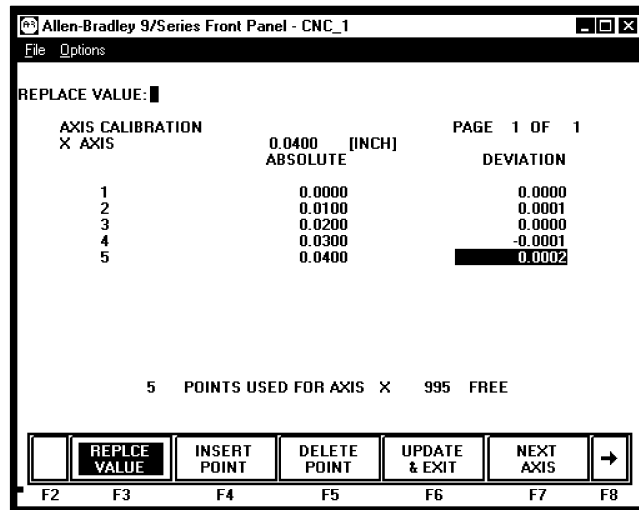 AB Allen-Bradley 9/Series Front Panel - CNC_1
File Options
REPLACE VALUE:
AXIS CALIBRATION PAGE 1 OF 1
X AXIS 0.0400 [INCH]
ABSOLUTE DEVIATION
1 0.0000 0.0000
2 0.0100 0.0001
3 0.0200 0.0000
4 0.0300 -0.0001
5 0.0400 0.0002
5 POINTS USED FOR AXIS X 995 FREE
REPLCE VALUE
INSERT POINT
DELETE POINT
UPDATE & EXIT
NEXT AXIS
F2 F3 F4 F5 F6 F7 F8